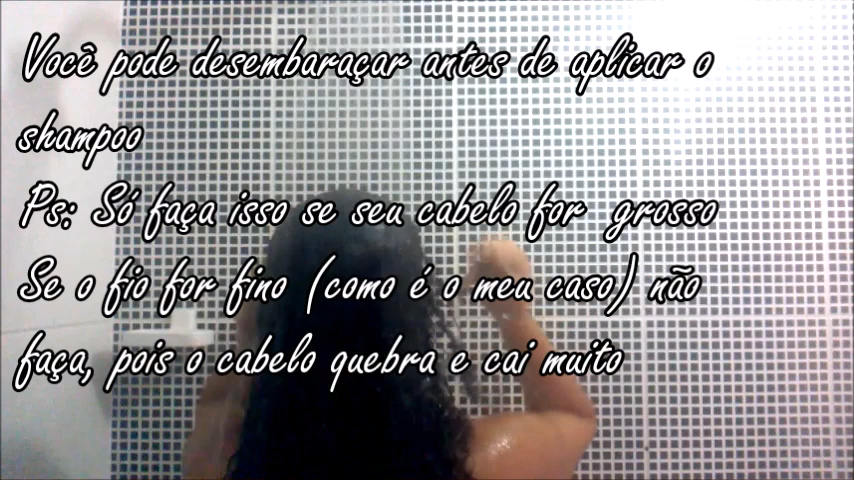 Você pode desembaraçar antes de aplicar o
shampoo
Ps: Só faça isso se seu cabelo for grosso
Se o fio for fino (como é o meu caso) não
faça, pois o cabelo quebra e cai muito